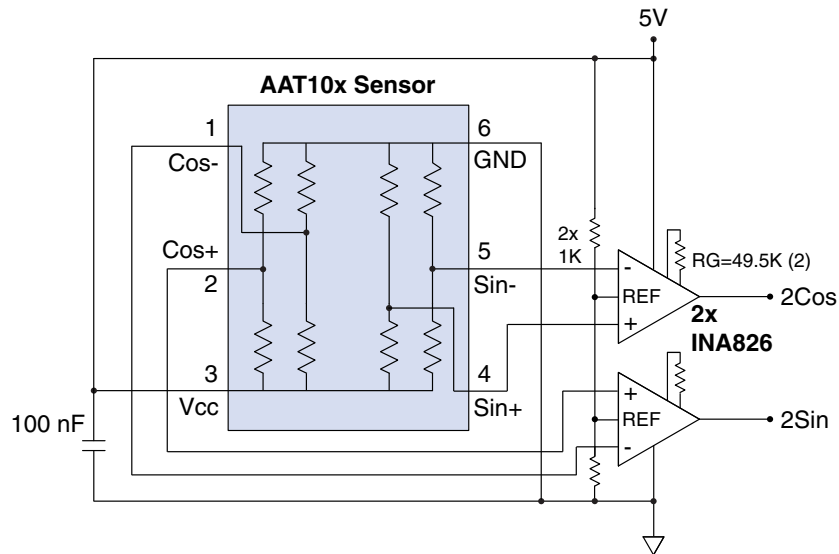 5V
AAT10x Sensor
1
Cos-
6
GND
Cos+
2
5
Sin-
2x
1K
-
REF
+
RG=49.5K (2)
2Cos
2x
INA826
3
Vcc
4
Sin+
100 nF
+
REF
-
2Sin